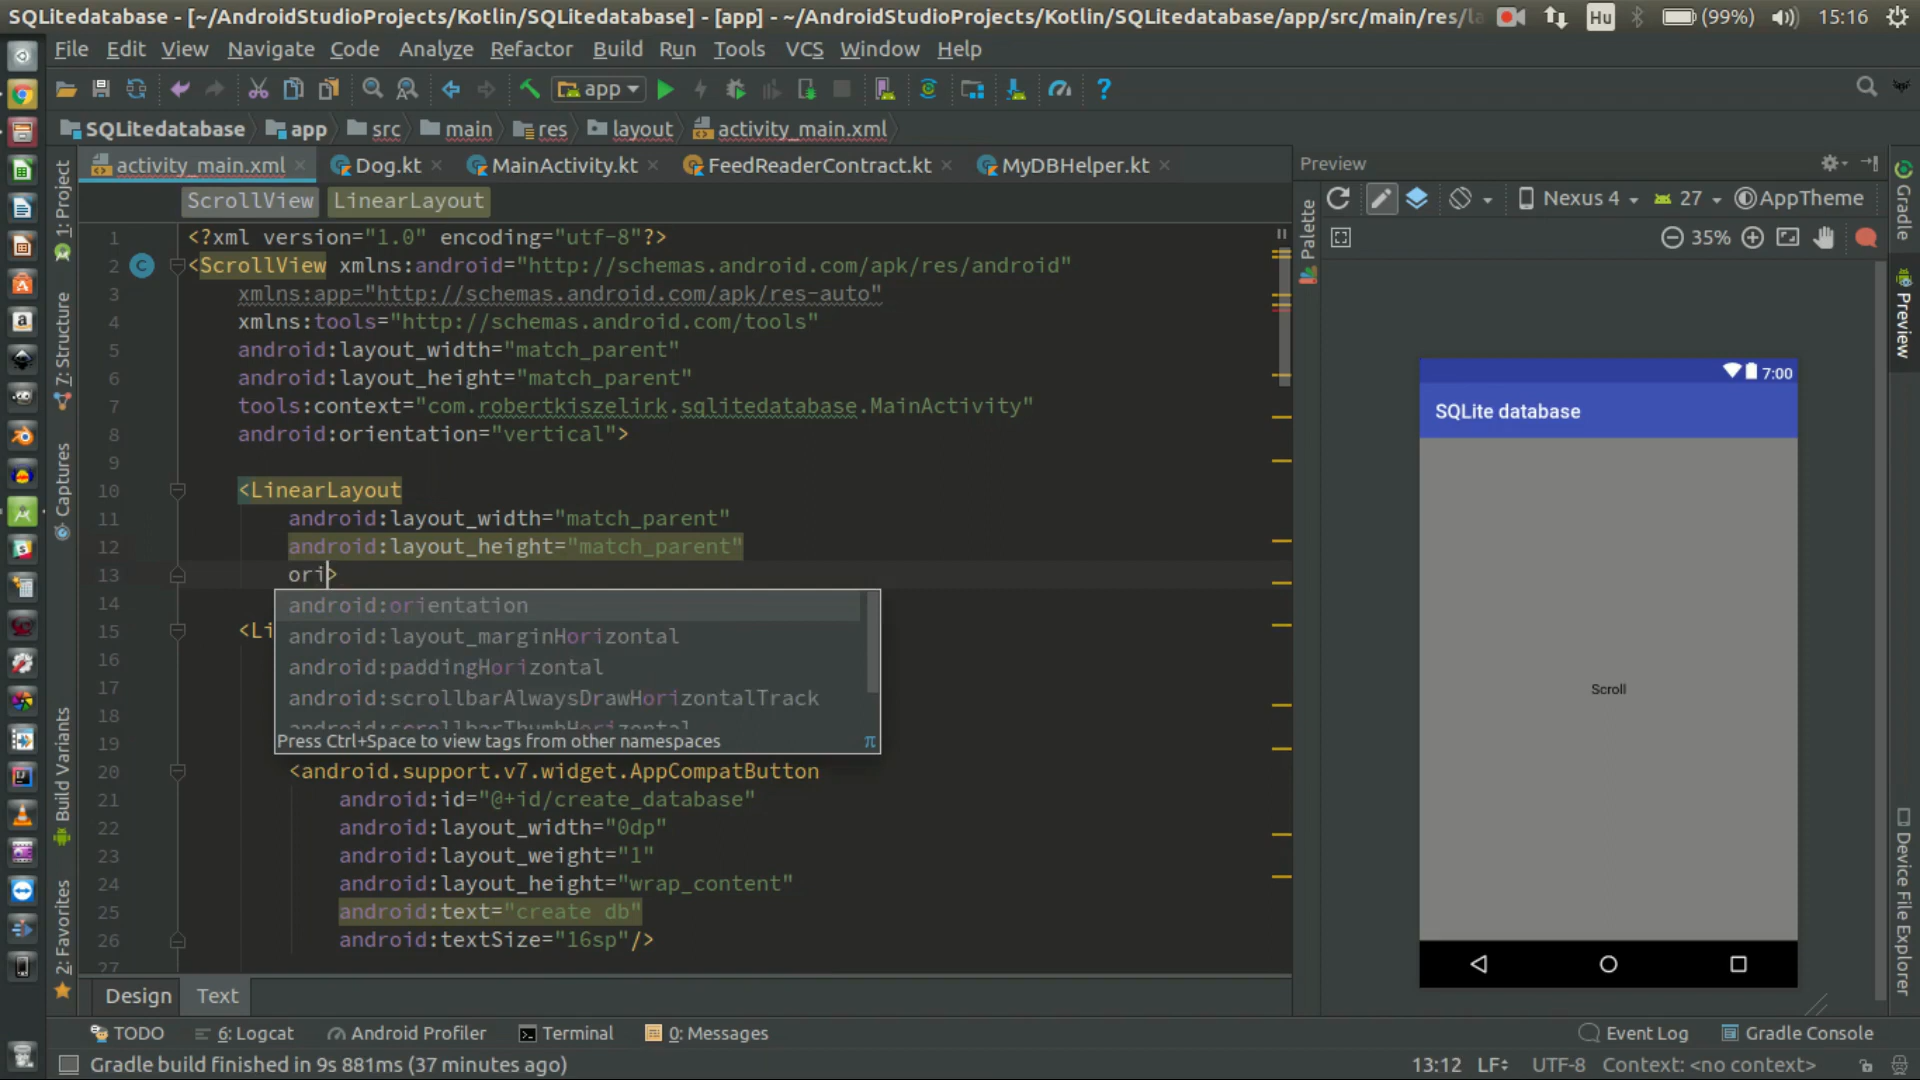 SQLitedatabase - [~/AndroidStudioProjects/Kotlin/SQLitedatabase] - [app] - ~/AndroidStudioProjects/Kotlin/SQLitedatabase/app/src/main/res/
Hu (99%) 15:16
File Edit View Navigate Code Analyze Refactor Build Run Tools VCS Window Help
app
SQLitedatabase app src main res layout activity_main.xml
activity_main.xml Dog.kt MainActivity.kt FeedReaderContract.kt MyDBHelper.kt
ScrollView LinearLayout
1 <?xml version="1.0" encoding="utf-8"?>
2 <ScrollView xmlns:android="http://schemas.android.com/apk/res/android"
3 xmlns:app="http://schemas.android.com/apk/res-auto"
4 xmlns:tools="http://schemas.android.com/tools"
5 android:layout_width="match_parent"
6 android:layout_height="match_parent"
7 tools:context="com.robertkiszelirk.sqlitedatabase.MainActivity"
8 android:orientation="vertical">
9
10 <LinearLayout
11 android:layout_width="match_parent"
12 android:layout_height="match_parent"
13 ori>
14
15 <Li
16
17
18
19
android:orientation
android:layout_marginHorizontal
android:paddingHorizontal
android:scrollbarAlwaysDrawHorizontalTrack
android:scrollbarThumbHorizontal
Press Ctrl+Space to view tags from other namespaces π
20 <android.support.v7.widget.AppCompatButton
21 android:id="@+id/create_database"
22 android:layout_width="0dp"
23 android:layout_weight="1"
24 android:layout_height="wrap_content"
25 android:text="create db"
26 android:textSize="16sp"/>
27
Design Text
1: Project
7: Structure
Captures
Build Variants
2: Favorites
Preview
Palette
Nexus 4 27 AppTheme
35%
7:00
SQLite database
Scroll
Gradle
Preview
Device File Explorer
TODO 6: Logcat Android Profiler Terminal 0: Messages Event Log Gradle Console
Gradle build finished in 9s 881ms (37 minutes ago) 13:12 LF÷ UTF-8 Context: <no context>